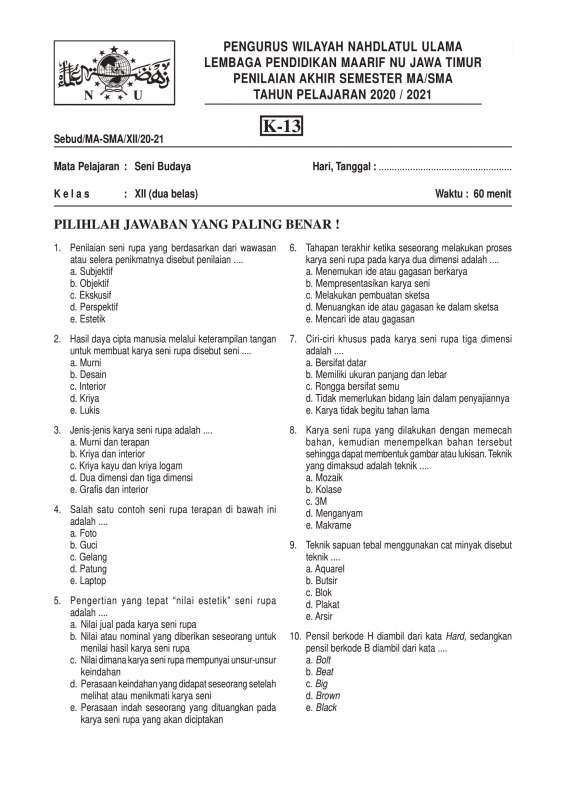 PENGURUS WILAYAH NAHDLATUL ULAMA
LEMBAGA PENDIDIKAN MAARIF NU JAWA TIMUR
PENILAIAN AKHIR SEMESTER MA/SMA
TAHUN PELAJARAN 2020 / 2021
N U
K-13
Sebud/MA-SMA/XII/20-21
Mata Pelajaran : Seni Budaya
Hari, Tanggal : ...................................................
K e l a s : XII (dua belas)
Waktu : 60 menit
PILIHLAH JAWABAN YANG PALING BENAR !
1. Penilaian seni rupa yang berdasarkan dari wawasan
atau selera penikmatnya disebut penilaian ....
a. Subjektif
b. Objektif
c. Ekskusif
d. Perspektif
e. Estetik
2. Hasil daya cipta manusia melalui keterampilan tangan
untuk membuat karya seni rupa disebut seni ....
a. Murni
b. Desain
c. Interior
d. Kriya
e. Lukis
3. Jenis-jenis karya seni rupa adalah ....
a. Murni dan terapan
b. Kriya dan interior
c. Kriya kayu dan kriya logam
d. Dua dimensi dan tiga dimensi
e. Grafis dan interior
4. Salah satu contoh seni rupa terapan di bawah ini
adalah ....
a. Foto
b. Guci
c. Gelang
d. Patung
e. Laptop
5. Pengertian yang tepat “nilai estetik” seni rupa
adalah ....
a. Nilai jual pada karya seni rupa
b. Nilai atau nominal yang diberikan seseorang untuk
menilai hasil karya seni rupa
c. Nilai dimana karya seni rupa mempunyai unsur-unsur
keindahan
d. Perasaan keindahan yang didapat seseorang setelah
melihat atau menikmati karya seni
e. Perasaan indah seseorang yang dituangkan pada
karya seni rupa yang akan diciptakan
6. Tahapan terakhir ketika seseorang melakukan proses
karya seni rupa pada karya dua dimensi adalah ....
a. Menemukan ide atau gagasan berkarya
b. Mempresentasikan karya seni
c. Melakukan pembuatan sketsa
d. Menuangkan ide atau gagasan ke dalam sketsa
e. Mencari ide atau gagasan
7. Ciri-ciri khusus pada karya seni rupa tiga dimensi
adalah ....
a. Bersifat datar
b. Memiliki ukuran panjang dan lebar
c. Rongga bersifat semu
d. Tidak memerlukan bidang lain dalam penyajiannya
e. Karya tidak begitu tahan lama
8. Karya seni rupa yang dilakukan dengan memecah
bahan, kemudian menempelkan bahan tersebut
sehingga dapat membentuk gambar atau lukisan. Teknik
yang dimaksud adalah teknik ....
a. Mozaik
b. Kolase
c. 3M
d. Menganyam
e. Makrame
9. Teknik sapuan tebal menggunakan cat minyak disebut
teknik ....
a. Aquarel
b. Butsir
c. Blok
d. Plakat
e. Arsir
10. Pensil berkode H diambil dari kata Hard, sedangkan
pensil berkode B diambil dari kata ....
a. Bolt
b. Beat
c. Big
d. Brown
e. Black